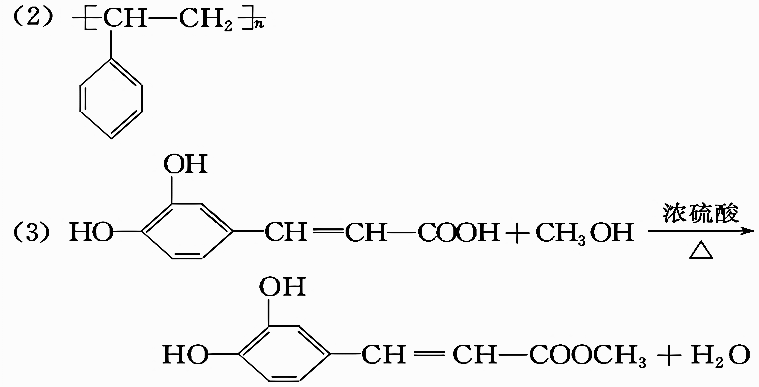 (2) -[CH—CH₂]ₙ-
OH
(3) HO— —CH=CH—COOH+CH₃OH 浓硫酸 △
OH
HO— —CH=CH—COOCH₃+H₂O